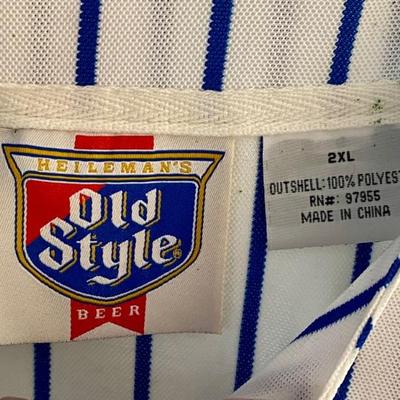 HEILEMAN'S
Old
Style®
BEER
2XL
OUTSHELL:100% POLYEST
RN#: 97955
MADE IN CHINA